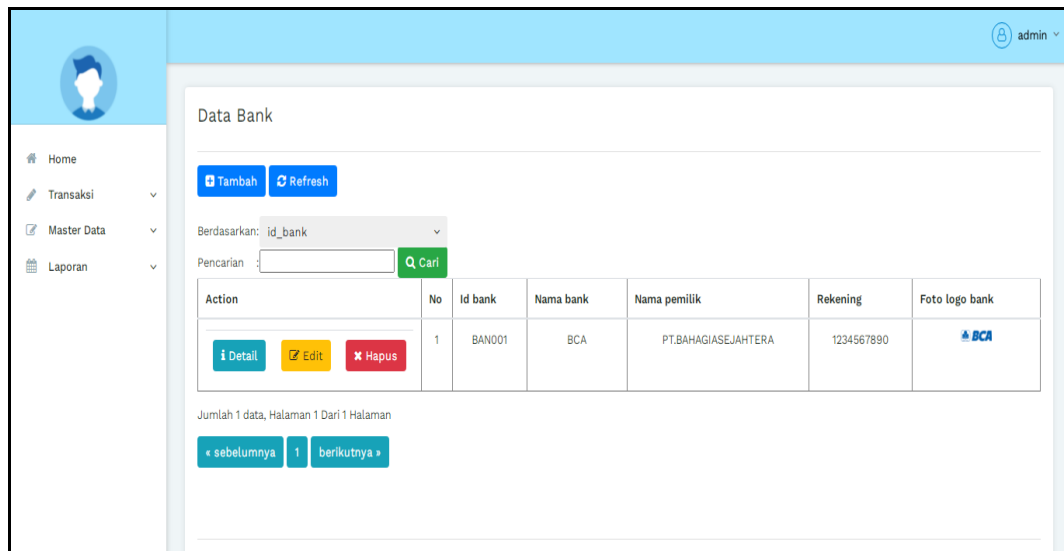 admin
Data Bank
Home
Tambah Refresh
Transaksi
Master Data
Berdasarkan: id_bank
Pencarian : Cari
Laporan
Action No Id bank Nama bank Nama pemilik Rekening Foto logo bank
Detail Edit Hapus 1 BAN001 BCA PT.BAHAGIASEJAHTERA 1234567890 BCA
Jumlah 1 data, Halaman 1 Dari 1 Halaman
« sebelumnya 1 berikutnya »